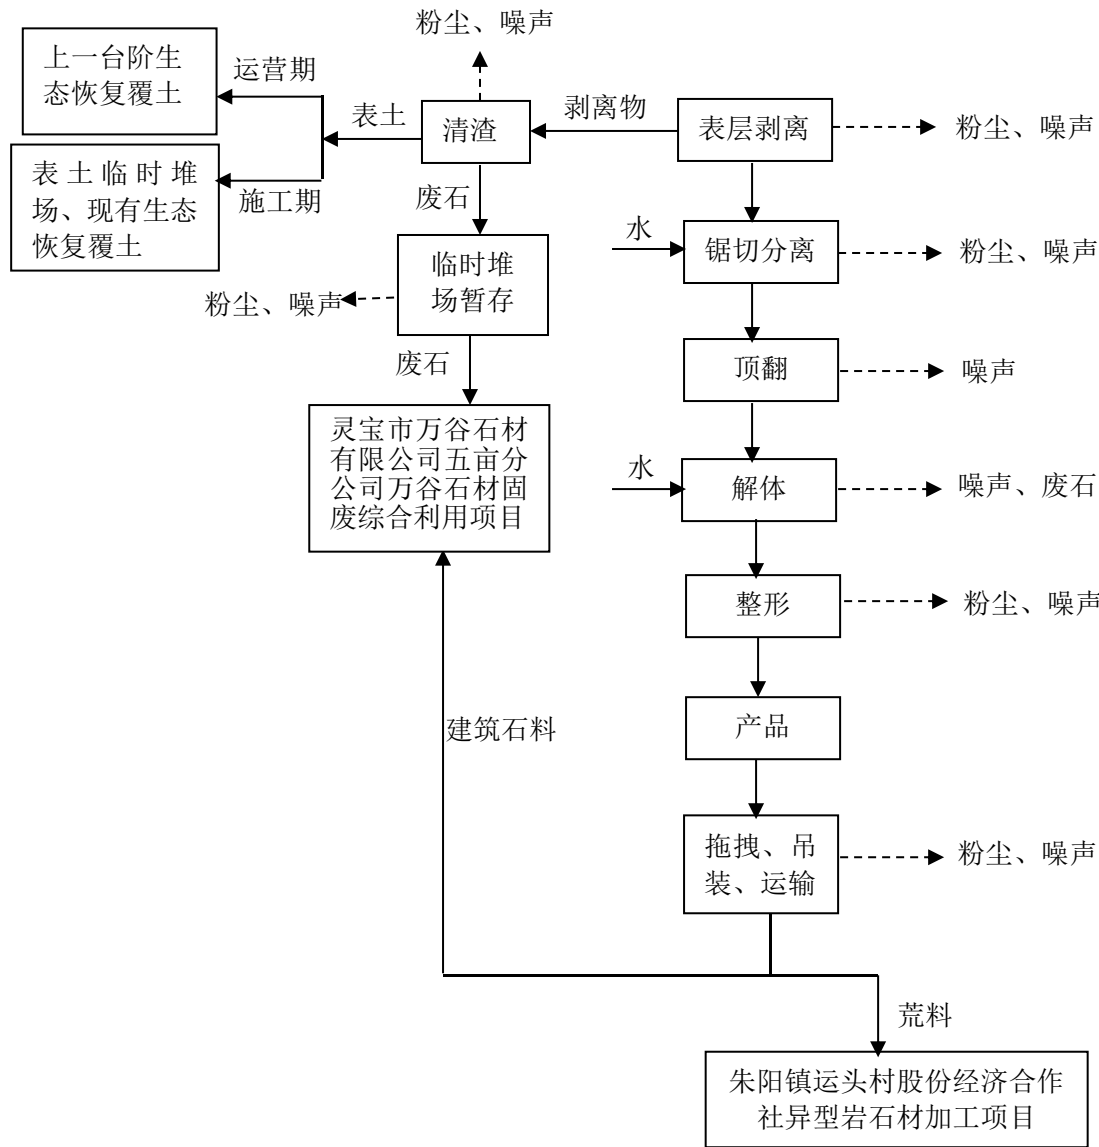 粉尘、噪声
上一台阶生
态恢复覆土
运营期
表土
清渣
剥离物
表层剥离
粉尘、噪声
表土临时堆
场、现有生态
恢复覆土
施工期
废石
水
锯切分离
粉尘、噪声
临时堆
场暂存
粉尘、噪声
废石
顶翻
噪声
灵宝市万谷石材
有限公司五亩分
公司万谷石材固
废综合利用项目
水
解体
噪声、废石
整形
粉尘、噪声
建筑石料
产品
拖拽、吊
装、运输
粉尘、噪声
荒料
朱阳镇运头村股份经济合作
社异型岩石材加工项目